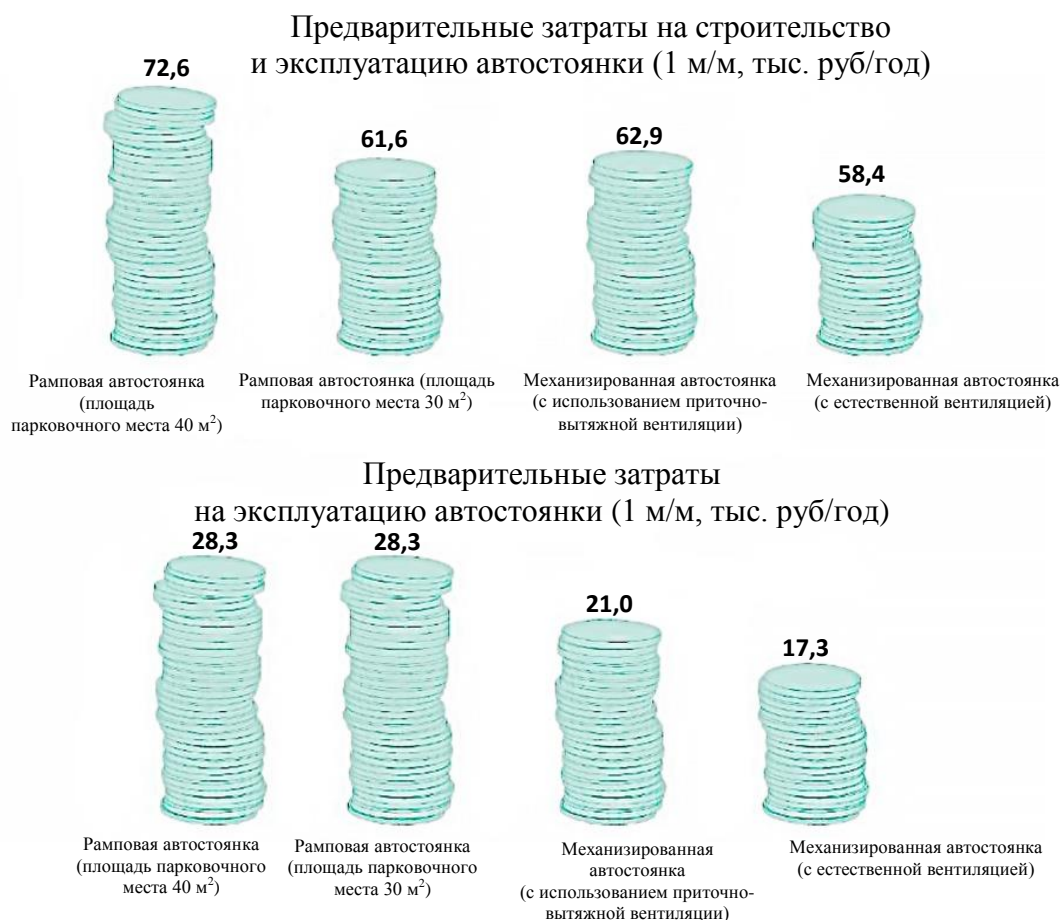 Предварительные затраты на строительство
и эксплуатацию автостоянки (1 м/м, тыс. руб/год)
72,6
61,6
62,9
58,4
Рамповая автостоянка
(площадь
парковочного места 40 м²)
Рамповая автостоянка (площадь
парковочного места 30 м²)
Механизированная автостоянка
(с использованием приточно-
вытяжной вентиляции)
Механизированная автостоянка
(с естественной вентиляцией)
Предварительные затраты
на эксплуатацию автостоянки (1 м/м, тыс. руб/год)
28,3
28,3
21,0
17,3
Рамповая автостоянка
(площадь парковочного
места 40 м²)
Рамповая автостоянка
(площадь парковочного
места 30 м²)
Механизированная
автостоянка
(с использованием приточно-
вытяжной вентиляции)
Механизированная автостоянка
(с естественной вентиляцией)